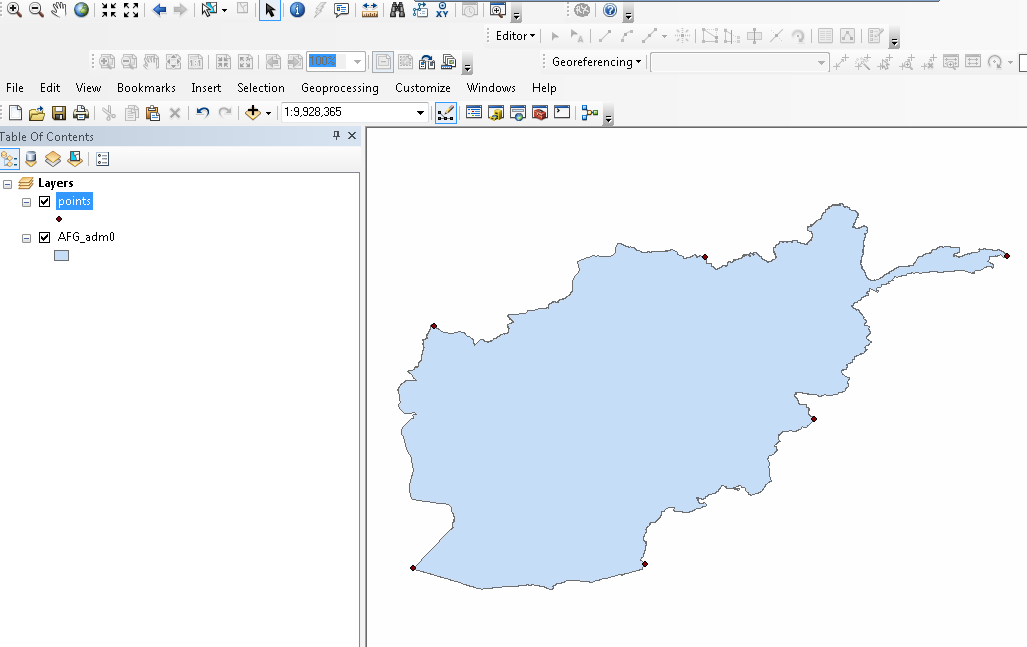 XY
Editor
100%
Georeferencing
File Edit View Bookmarks Insert Selection Geoprocessing Customize Windows Help
1:9,928,365
Table Of Contents
Layers
points
AFG_adm0